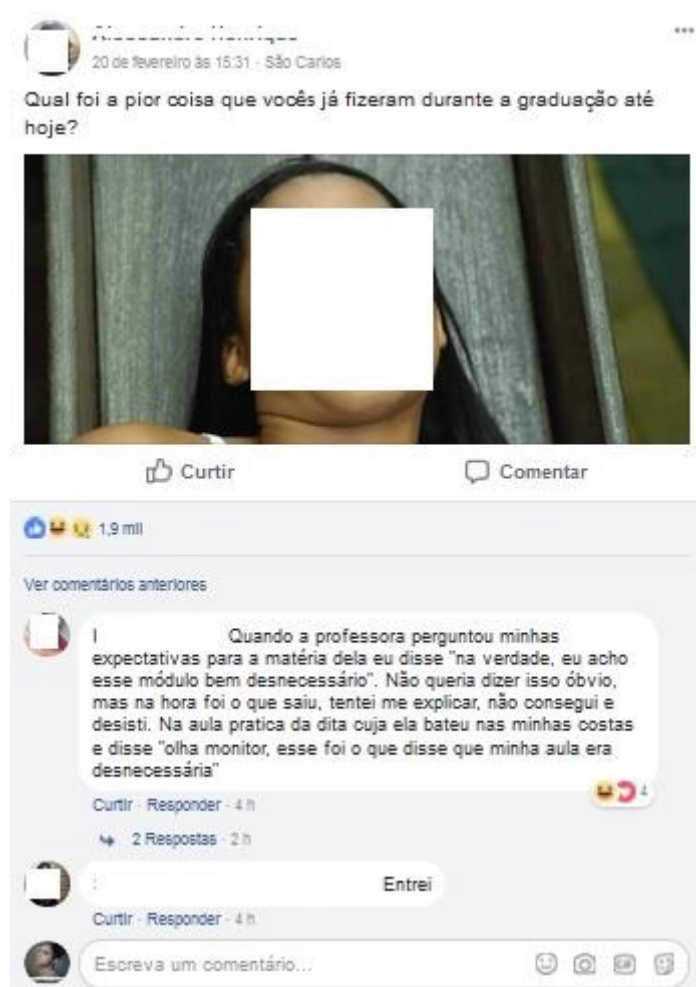 20 de fevereiro às 15:31 · São Carlos
Qual foi a pior coisa que vocês já fizeram durante a graduação até
hoje?
Curtir
Comentar
1,9 mil
Ver comentários anteriores
Quando a professora perguntou minhas
expectativas para a matéria dela eu disse "na verdade, eu acho
esse módulo bem desnecessário". Não queria dizer isso óbvio,
mas na hora foi o que saiu, tentei me explicar, não consegui e
desisti. Na aula pratica da dita cuja ela bateu nas minhas costas
e disse "olha monitor, esse foi o que disse que minha aula era
desnecessária"
4
Curtir · Responder · 4 h
2 Respostas · 2 h
Entrei
Curtir · Responder · 4 h
Escreva um comentário...
GIF